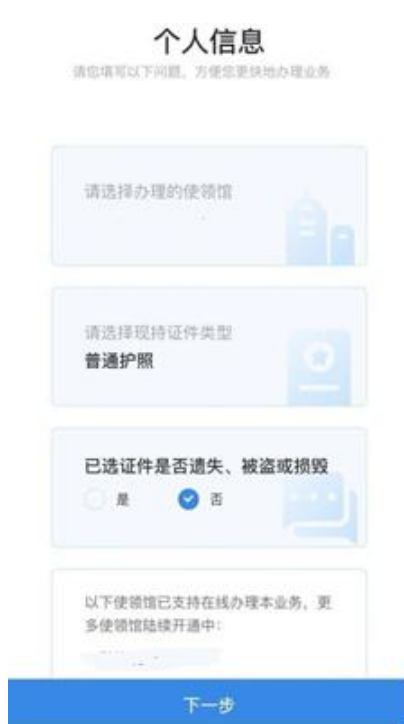 个人信息
请您填写以下问题，方便您更快地办理业务
请选择办理的使领馆
请选择现持证件类型
普通护照
已选证件是否遗失、被盗或损毁
是 否
以下使领馆已支持在线办理本业务，更
多使领馆陆续开通中：
下一步